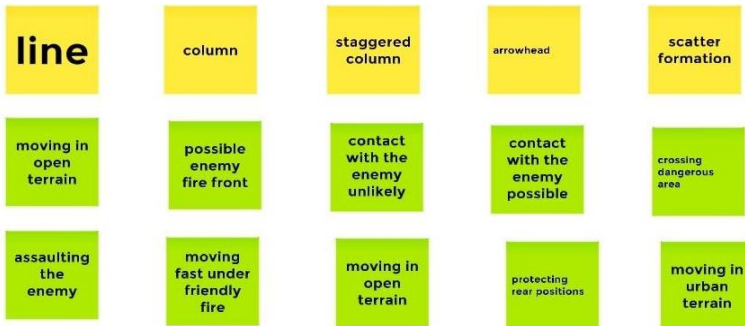 line
column
staggered
column
arrowhead
scatter
formation
moving in
open
terrain
possible
enemy
fire front
contact
with the
enemy
unlikely
contact
with the
enemy
possible
crossing
dangerous
area
assaulting
the
enemy
moving
fast under
friendly
fire
moving in
open
terrain
protecting
rear positions
moving in
urban
terrain